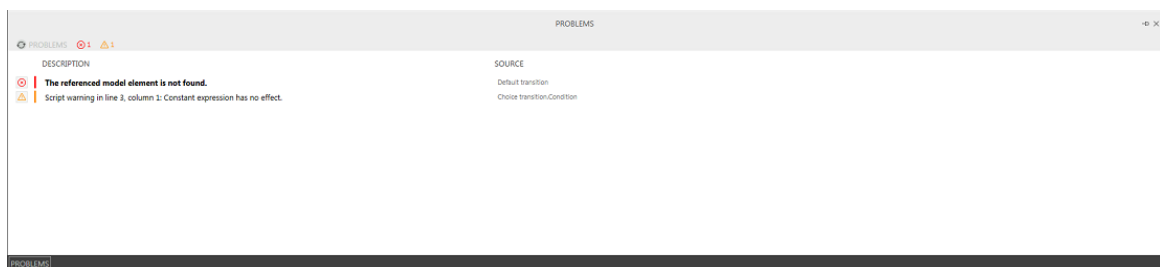 PROBLEMS
PROBLEMS 1 1
DESCRIPTION SOURCE
The referenced model element is not found. Default transition
Script warning in line 3, column 1: Constant expression has no effect. Choice transition.Condition
PROBLEMS